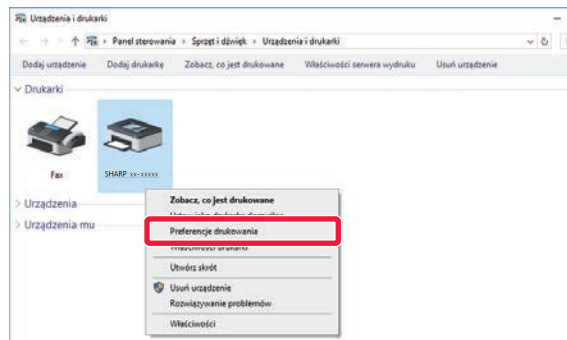 Urządzenia i drukarki
Panel sterowania > Sprzęt i dźwięk > Urządzenia i drukarki
Dodaj urządzenie Dodaj drukarkę Zobacz, co jest drukowane Właściwości serwera wydruku Usuń urządzenie
Drukarki
Fax
SHARP xx-xxxxx
Urządzenia
Urządzenia mu
Zobacz, co jest drukowane
Preferencje drukowania
Właściwości drukarki
Utwórz skrót
Usuń urządzenie
Rozwiązywanie problemów
Właściwości